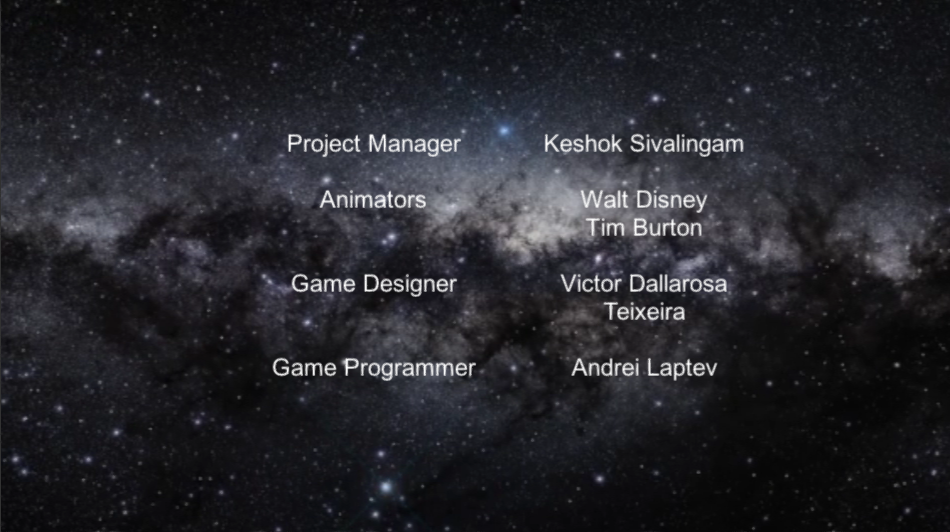 Project Manager Keshok Sivalingam
Animators Walt Disney
Tim Burton
Game Designer Victor Dallarosa
Teixeira
Game Programmer Andrei Laptev